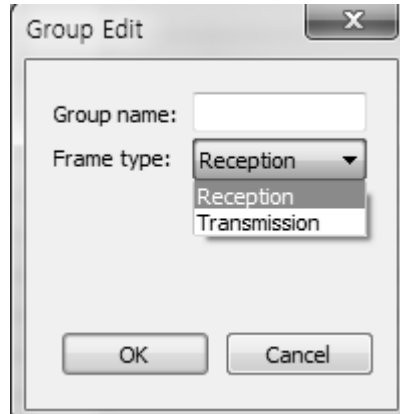 Group Edit
Group name:
Frame type: Reception
Reception
Transmission
OK Cancel